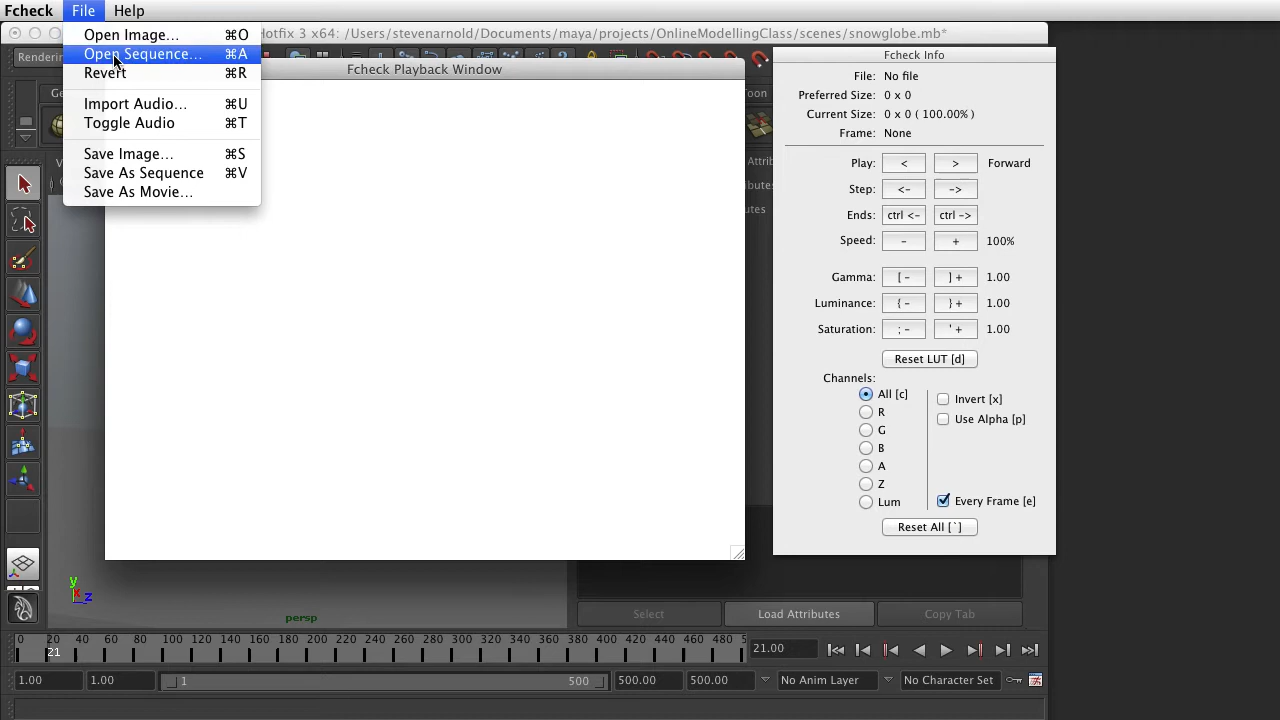 Fcheck File Help
Open Image... ⌘O
Open Sequence... ⌘A
Revert ⌘R
Import Audio... ⌘U
Toggle Audio ⌘T
Save Image... ⌘S
Save As Sequence ⌘V
Save As Movie...
Hotfix 3 x64: /Users/stevenarnold/Documents/maya/projects/OnlineModellingClass/scenes/snowglobe.mb*
Fcheck Playback Window
Fcheck Info
File: No file
Preferred Size: 0 x 0
Current Size: 0 x 0 ( 100.00% )
Frame: None
Play: < > Forward
Step: <- ->
Ends: ctrl <- ctrl ->
Speed: - + 100%
Gamma: [ - ] + 1.00
Luminance: { - } + 1.00
Saturation: ; - ' + 1.00
Reset LUT [d]
Channels:
All [c]
R
G
B
A
Z
Lum
Invert [x]
Use Alpha [p]
Every Frame [e]
Reset All [`]
Toon
y
x
z
persp
Select Load Attributes Copy Tab
0 20 40 60 80 100 120 140 160 180 200 220 240 260 280 300 320 340 360 380 400 420 440 460 480 5
21
21.00
1.00 1.00 1 500 500.00 500.00 No Anim Layer No Character Set